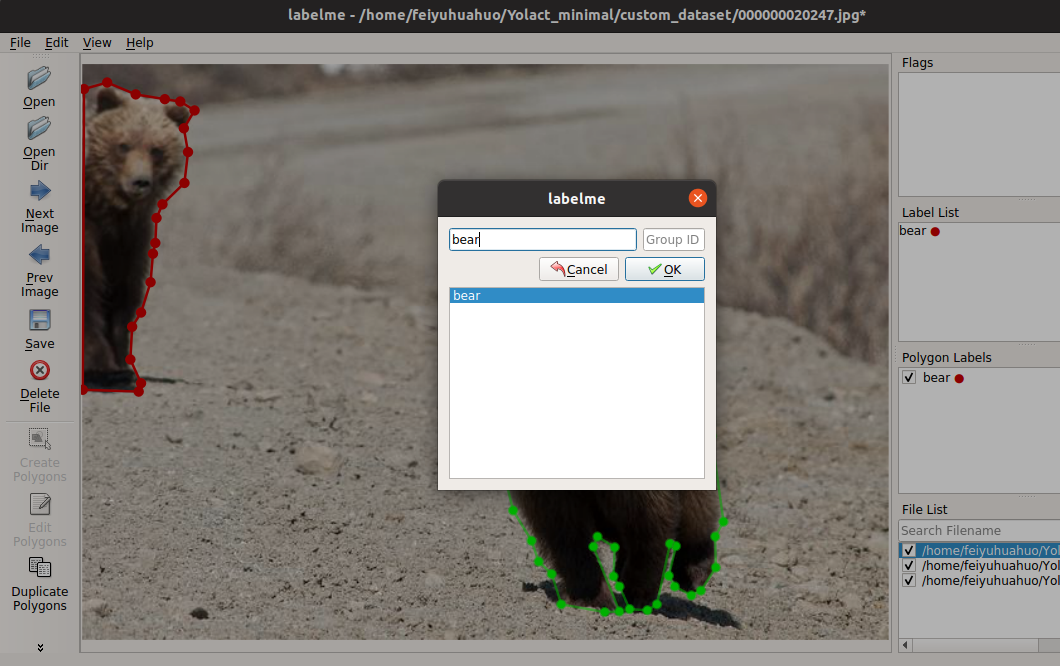 labelme - /home/feiyuhuahuo/Yolact_minimal/custom_dataset/000000020247.jpg*
File Edit View Help
Open
Open
Dir
Next
Image
Prev
Image
Save
Delete
File
Create
Polygons
Edit
Polygons
Duplicate
Polygons
labelme
bear
Group ID
Cancel
OK
bear
Flags
Label List
bear
Polygon Labels
bear
File List
Search Filename
/home/feiyuhuahuo/Yol
/home/feiyuhuahuo/Yol
/home/feiyuhuahuo/Yol